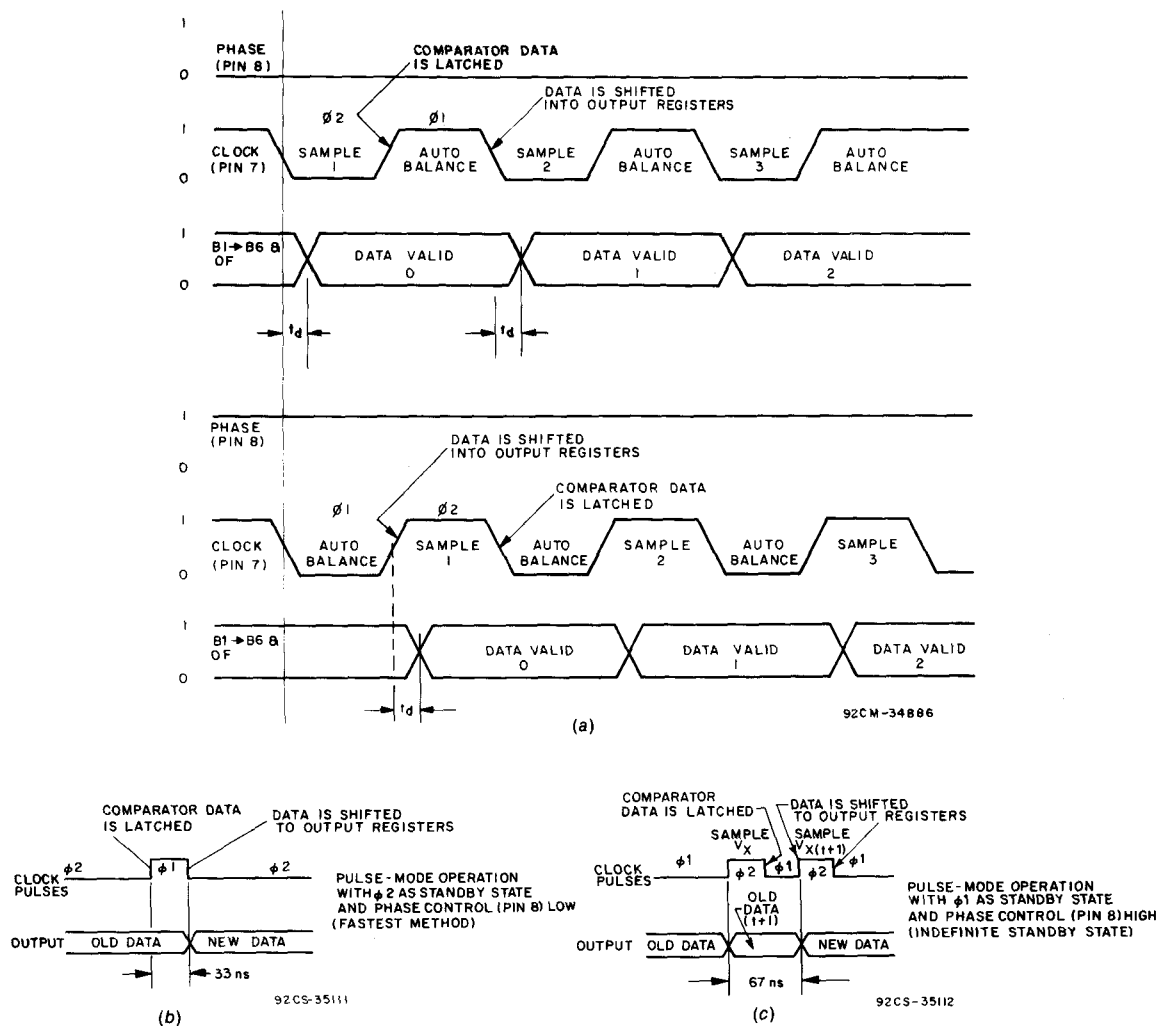 1
PHASE
(PIN 8)
0
COMPARATOR DATA
IS LATCHED
DATA IS SHIFTED
INTO OUTPUT REGISTERS
Ø2
Ø1
1
CLOCK
(PIN 7)
0
SAMPLE
1
AUTO
BALANCE
SAMPLE
2
AUTO
BALANCE
SAMPLE
3
AUTO
BALANCE
1
B1→B6 &
OF
0
DATA VALID
0
DATA VALID
1
DATA VALID
2
td
td
1
PHASE
(PIN 8)
0
DATA IS SHIFTED
INTO OUTPUT REGISTERS
COMPARATOR DATA
IS LATCHED
Ø1
Ø2
1
CLOCK
(PIN 7)
0
AUTO
BALANCE
SAMPLE
1
AUTO
BALANCE
SAMPLE
2
AUTO
BALANCE
SAMPLE
3
1
B1→B6 &
OF
0
DATA VALID
0
DATA VALID
1
DATA VALID
2
td
(a)
92CM-34886
COMPARATOR DATA
IS LATCHED
DATA IS SHIFTED
TO OUTPUT REGISTERS
ϕ2
ϕ1
ϕ2
CLOCK
PULSES
PULSE-MODE OPERATION
WITH ϕ2 AS STANDBY STATE
AND PHASE CONTROL (PIN 8) LOW
(FASTEST METHOD)
OUTPUT
OLD DATA
NEW DATA
33 ns
92CS-35111
(b)
COMPARATOR
DATA IS LATCHED
DATA IS SHIFTED
TO OUTPUT REGISTERS
SAMPLE
VX
SAMPLE
VX(t+1)
ϕ1
ϕ2
ϕ1
ϕ2
ϕ1
CLOCK
PULSES
OLD
DATA
(t+1)
PULSE-MODE OPERATION
WITH ϕ1 AS STANDBY STATE
AND PHASE CONTROL (PIN 8) HIGH
(INDEFINITE STANDBY STATE)
OUTPUT
OLD DATA
NEW DATA
67 ns
92CS-35112
(c)